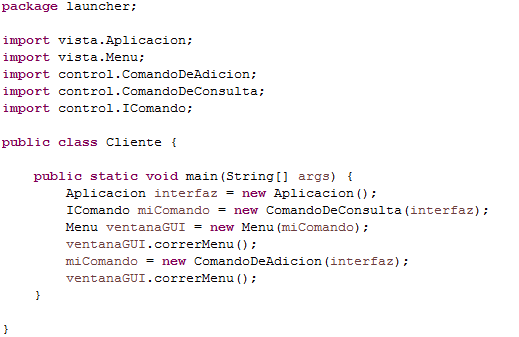 package launcher;
import vista.Aplicacion;
import vista.Menu;
import control.ComandoDeAdicion;
import control.ComandoDeConsulta;
import control.IComando;
public class Cliente {
public static void main(String[] args) {
Aplicacion interfaz = new Aplicacion();
IComando miComando = new ComandoDeConsulta(interfaz);
Menu ventanaGUI = new Menu(miComando);
ventanaGUI.correrMenu();
miComando = new ComandoDeAdicion(interfaz);
ventanaGUI.correrMenu();
}
}